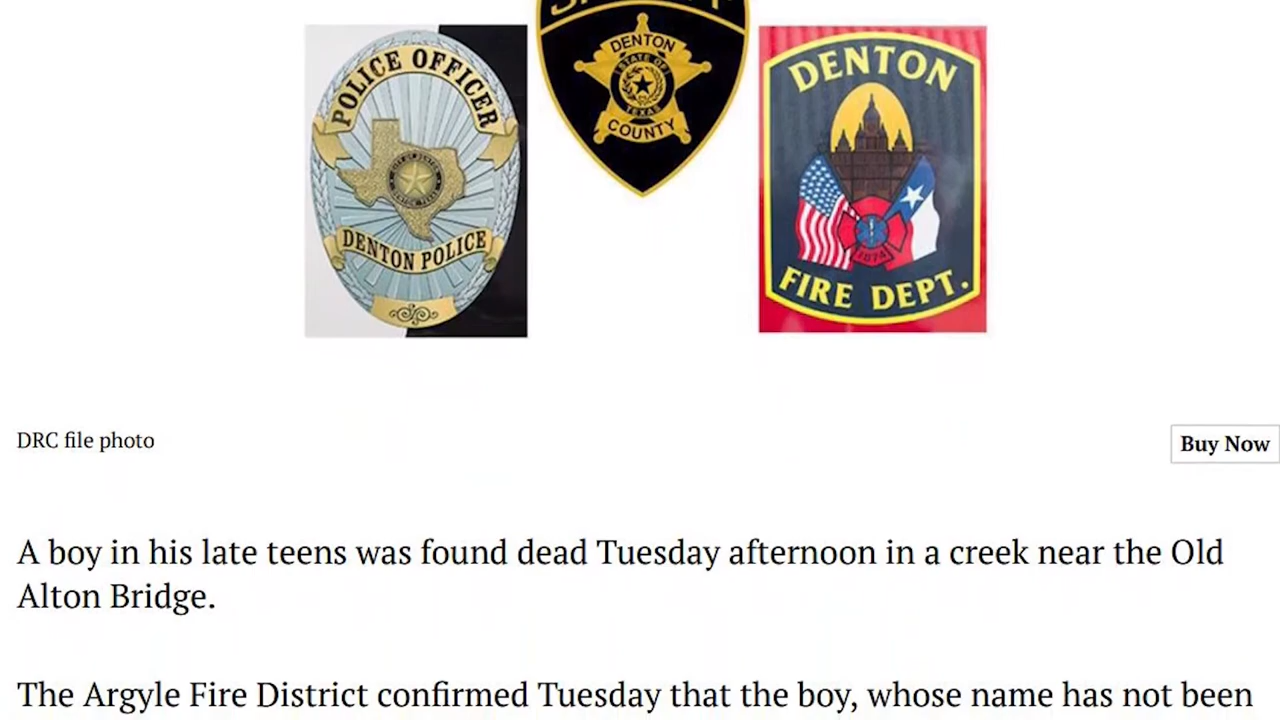 POLICE OFFICER
DENTON POLICE
DENTON
STATE OF
TEXAS
COUNTY
DENTON
1874
FIRE DEPT.
DRC file photo
Buy Now
A boy in his late teens was found dead Tuesday afternoon in a creek near the Old
Alton Bridge.
The Argyle Fire District confirmed Tuesday that the boy, whose name has not been